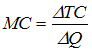 MC = ΔTC / ΔQ